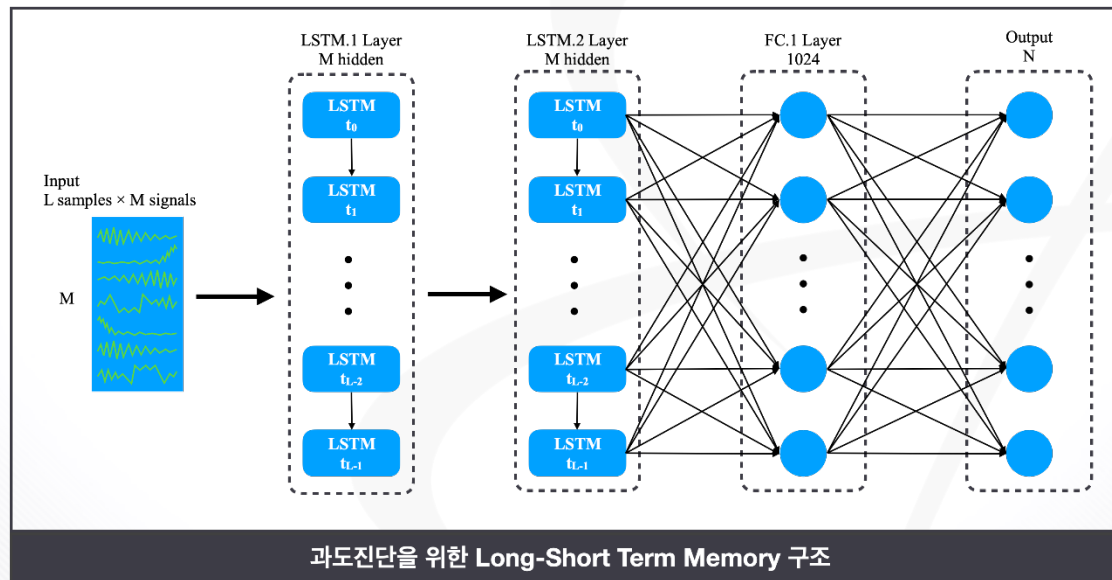 LSTM.1 Layer
M hidden
LSTM.2 Layer
M hidden
FC.1 Layer
1024
Output
N
Input
L samples × M signals
M
LSTM
t₀
LSTM
t₁
LSTM
tL-2
LSTM
tL-1
LSTM
t₀
LSTM
t₁
LSTM
tL-2
LSTM
tL-1
과도진단을 위한 Long-Short Term Memory 구조